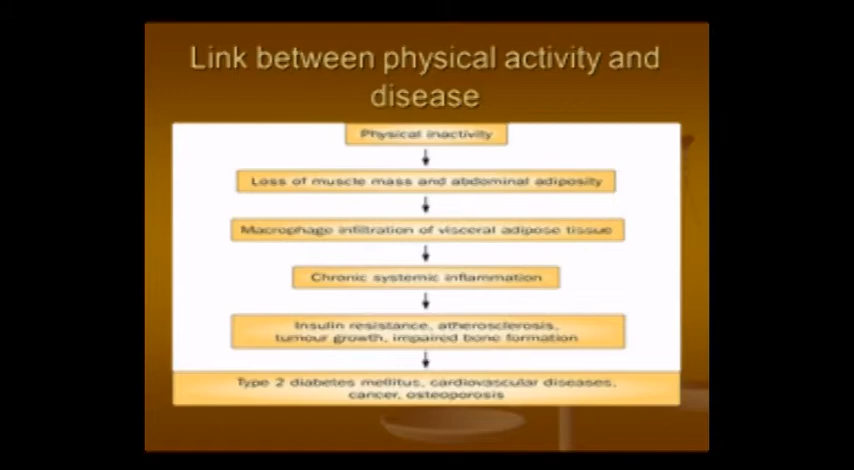 Link between physical activity and
disease
Physical inactivity
Loss of muscle mass and abdominal adiposity
Macrophage infiltration of visceral adipose tissue
Chronic systemic inflammation
Insulin resistance, atherosclerosis,
tumour growth, impaired bone formation
Type 2 diabetes mellitus, cardiovascular diseases,
cancer, osteoporosis